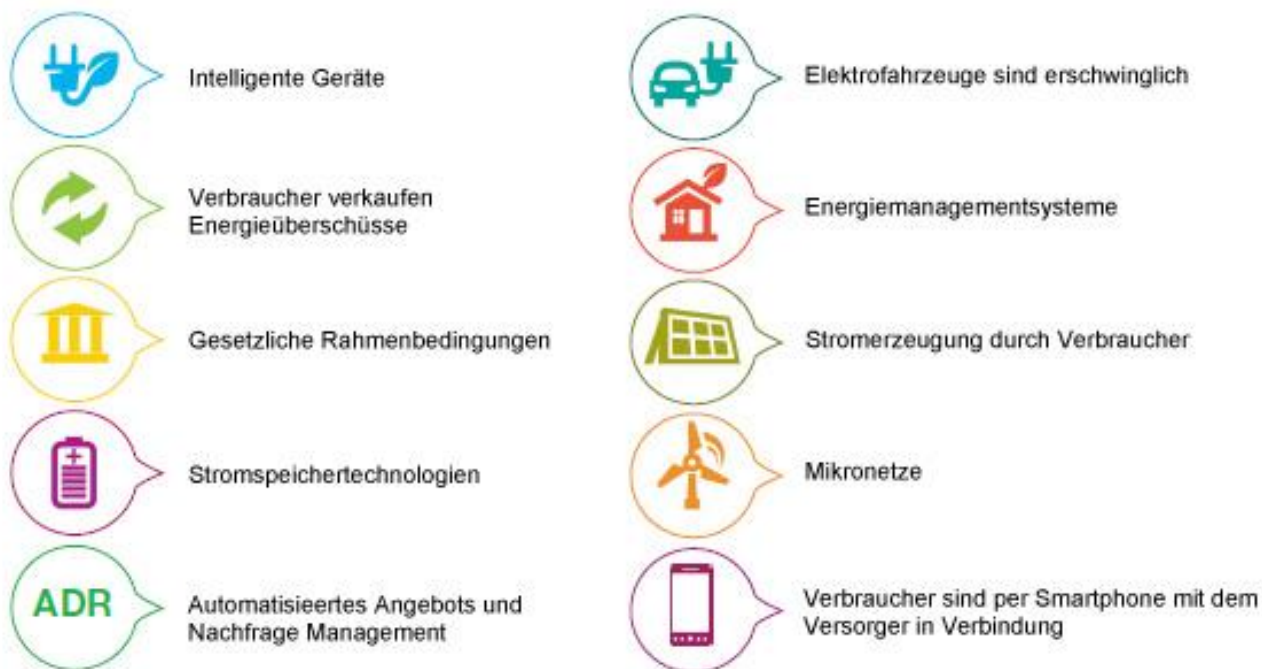 Intelligente Geräte
Verbraucher verkaufen
Energieüberschüsse
Gesetzliche Rahmenbedingungen
Stromspeichertechnologien
ADR
Automatisieertes Angebots und
Nachfrage Management
Elektrofahrzeuge sind erschwinglich
Energiemanagementsysteme
Stromerzeugung durch Verbraucher
Mikronetze
Verbraucher sind per Smartphone mit dem
Versorger in Verbindung